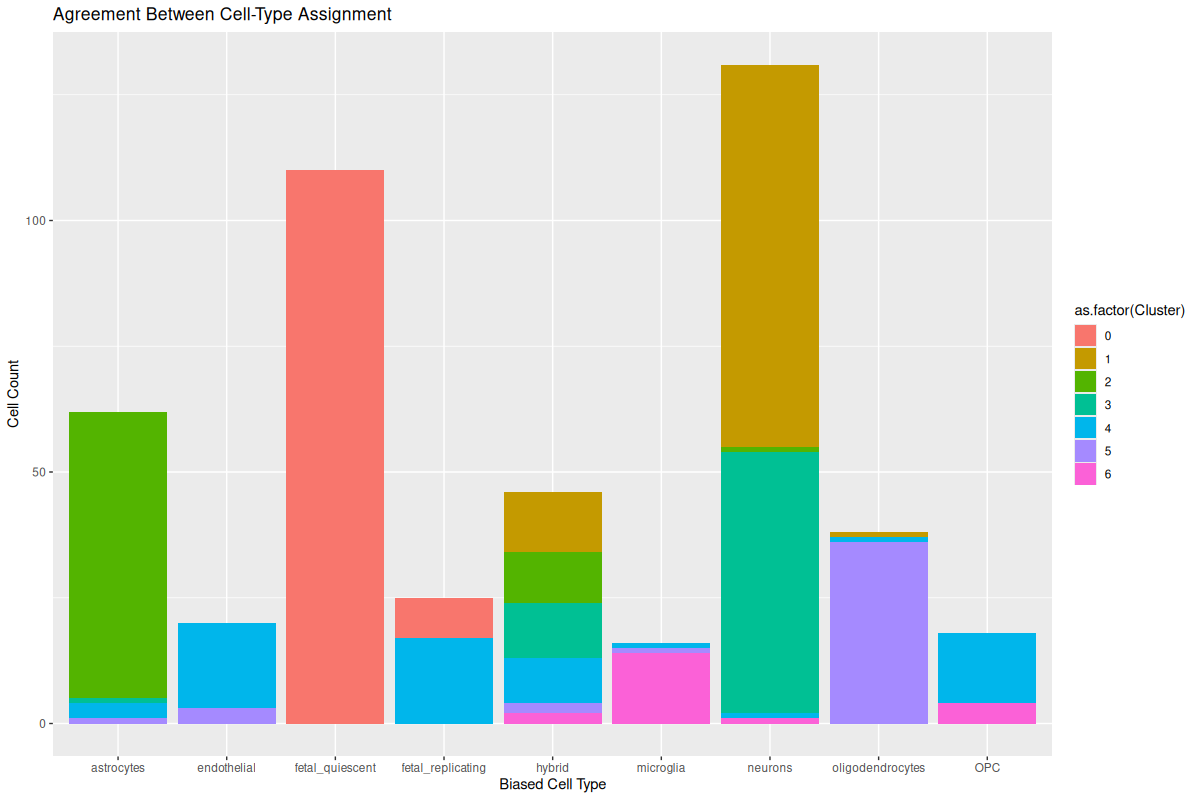 Agreement Between Cell-Type Assignment
Cell Count
100
50
0
astrocytes
endothelial
fetal_quiescent
fetal_replicating
hybrid
microglia
neurons
oligodendrocytes
OPC
Biased Cell Type
as.factor(Cluster)
0
1
2
3
4
5
6